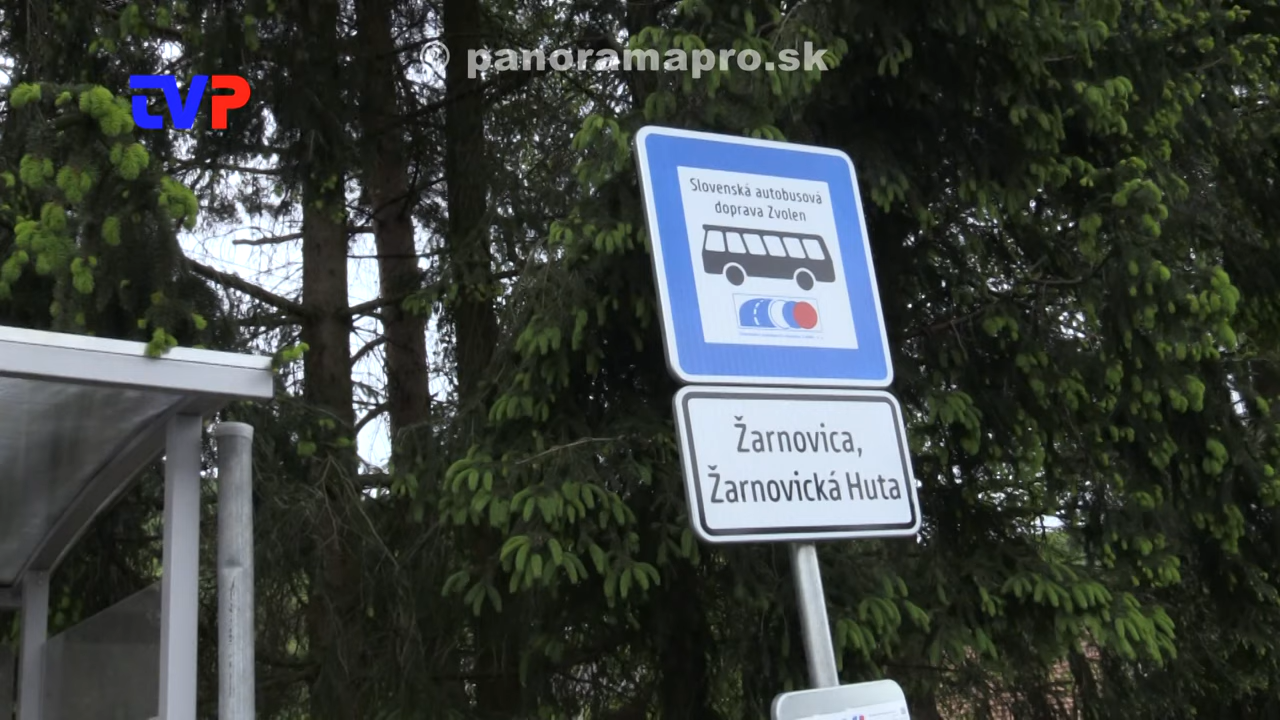 © panoramapro.sk
tvP
Slovenská autobusová
doprava Zvolen
Žarnovica,
Žarnovická Huta